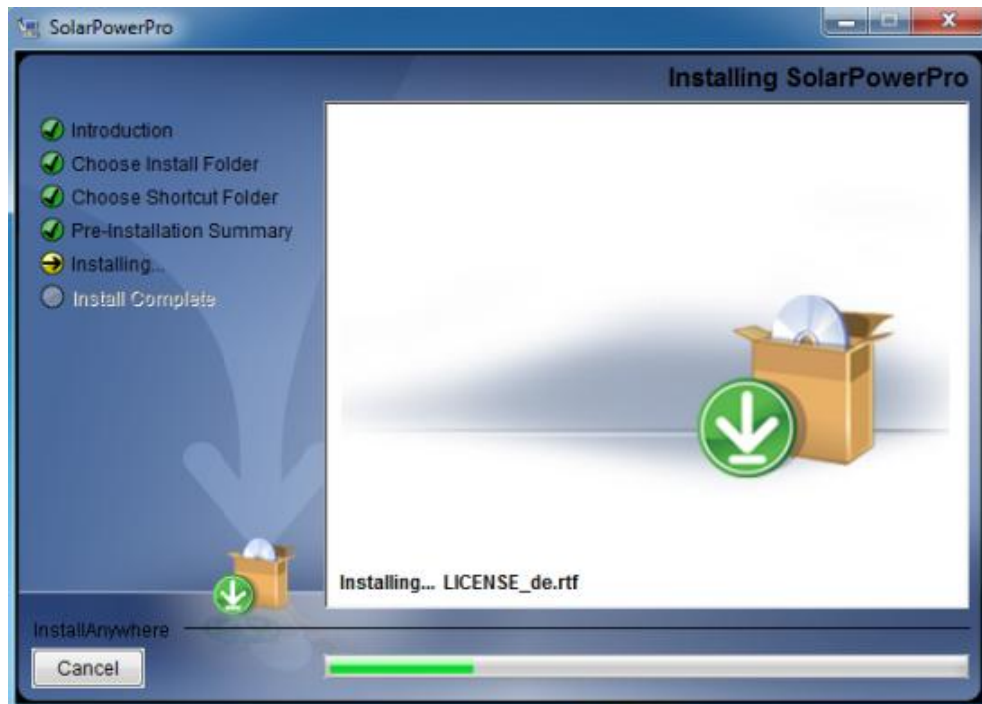 SolarPowerPro
Installing SolarPowerPro
Introduction
Choose Install Folder
Choose Shortcut Folder
Pre-Installation Summary
Installing...
Install Complete
Installing... LICENSE_de.rtf
InstallAnywhere
Cancel